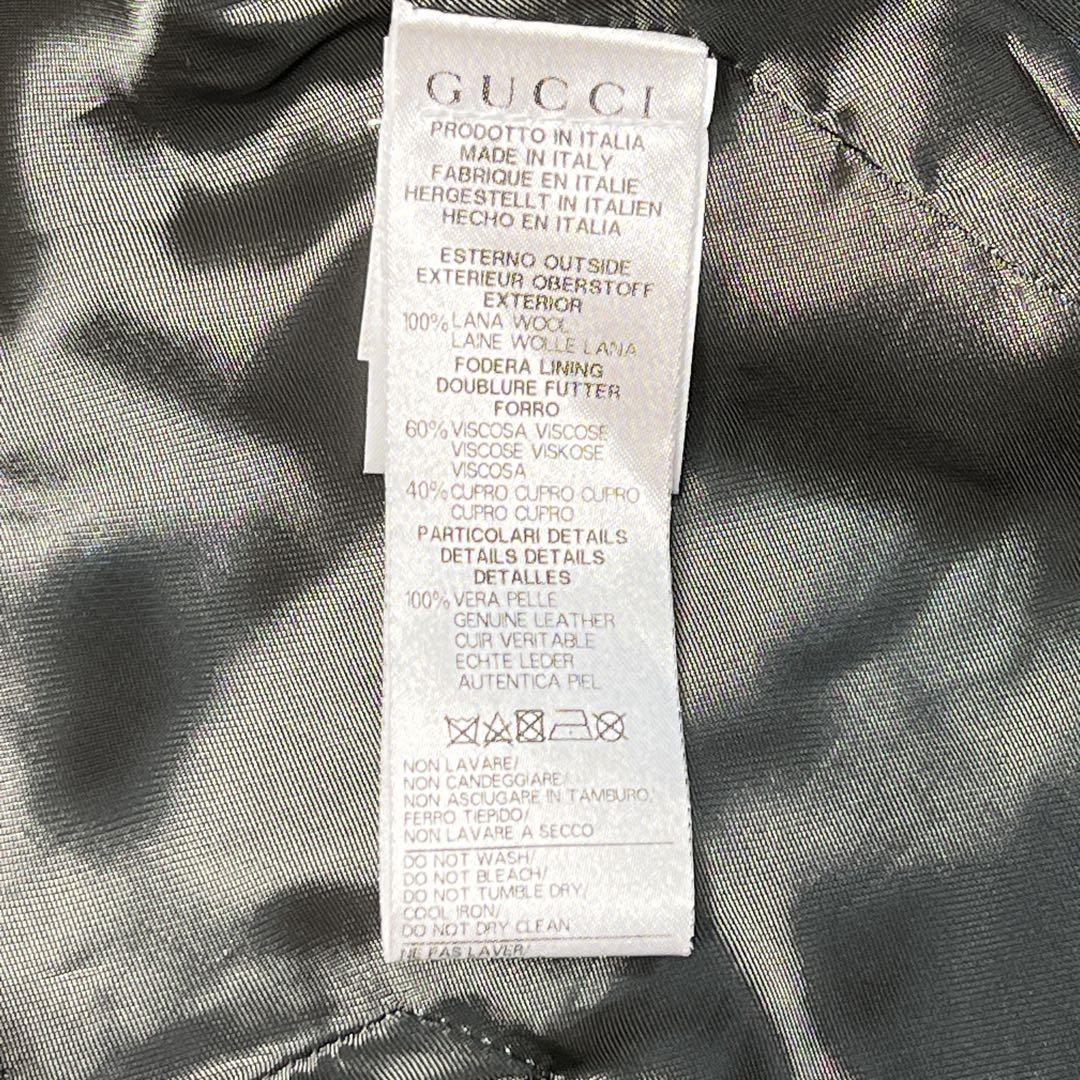 GUCCI
PRODOTTO IN ITALIA
MADE IN ITALY
FABRIQUE EN ITALIE
HERGESTELLT IN ITALIEN
HECHO EN ITALIA
ESTERNO OUTSIDE
EXTERIEUR OBERSTOFF
EXTERIOR
100% LANA WOOL
LAINE WOLLE LANA
FODERA LINING
DOUBLURE FUTTER
FORRO
60% VISCOSA VISCOSE
VISCOSE VISKOSE
VISCOSA
40% CUPRO CUPRO CUPRO
CUPRO CUPRO
PARTICOLARI DETAILS
DETAILS DETAILS
DETALLES
100% VERA PELLE
GENUINE LEATHER
CUIR VERITABLE
ECHTE LEDER
AUTENTICA PIEL
NON LAVARE/
NON CANDEGGIARE/
NON ASCIUGARE IN TAMBURO/
FERRO TIEPIDO/
NON LAVARE A SECCO
DO NOT WASH/
DO NOT BLEACH/
DO NOT TUMBLE DRY/
COOL IRON/
DO NOT DRY CLEAN
NE PAS LAVER/